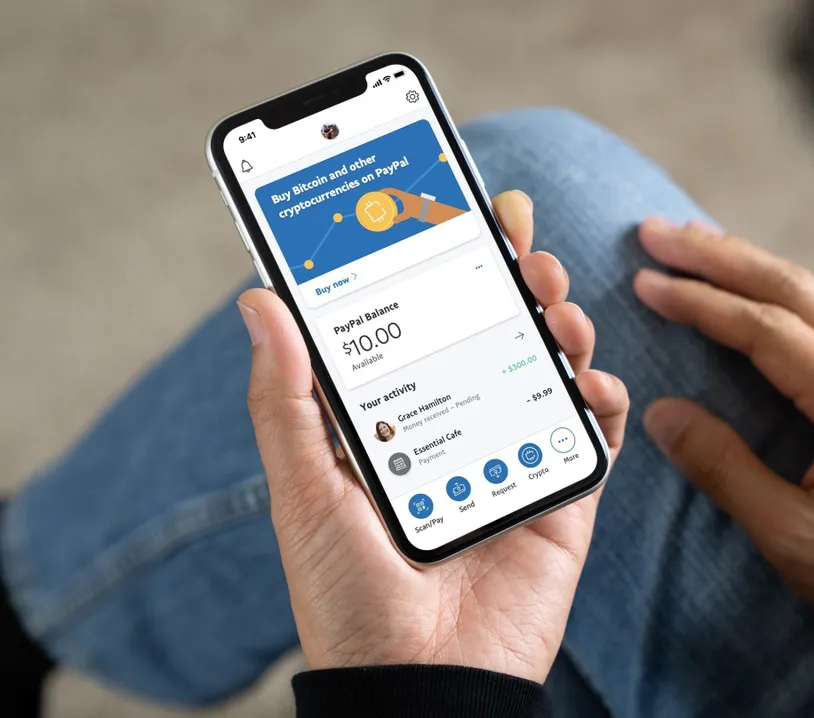 9:41
Buy Bitcoin and other
cryptocurrencies on PayPal
Buy now
PayPal Balance
$10.00
Available
Your activity
Grace Hamilton
+ $300.00
Money received – Pending
Essential Cafe
– $9.99
Payment
Scan/Pay
Send
Request
Crypto
More